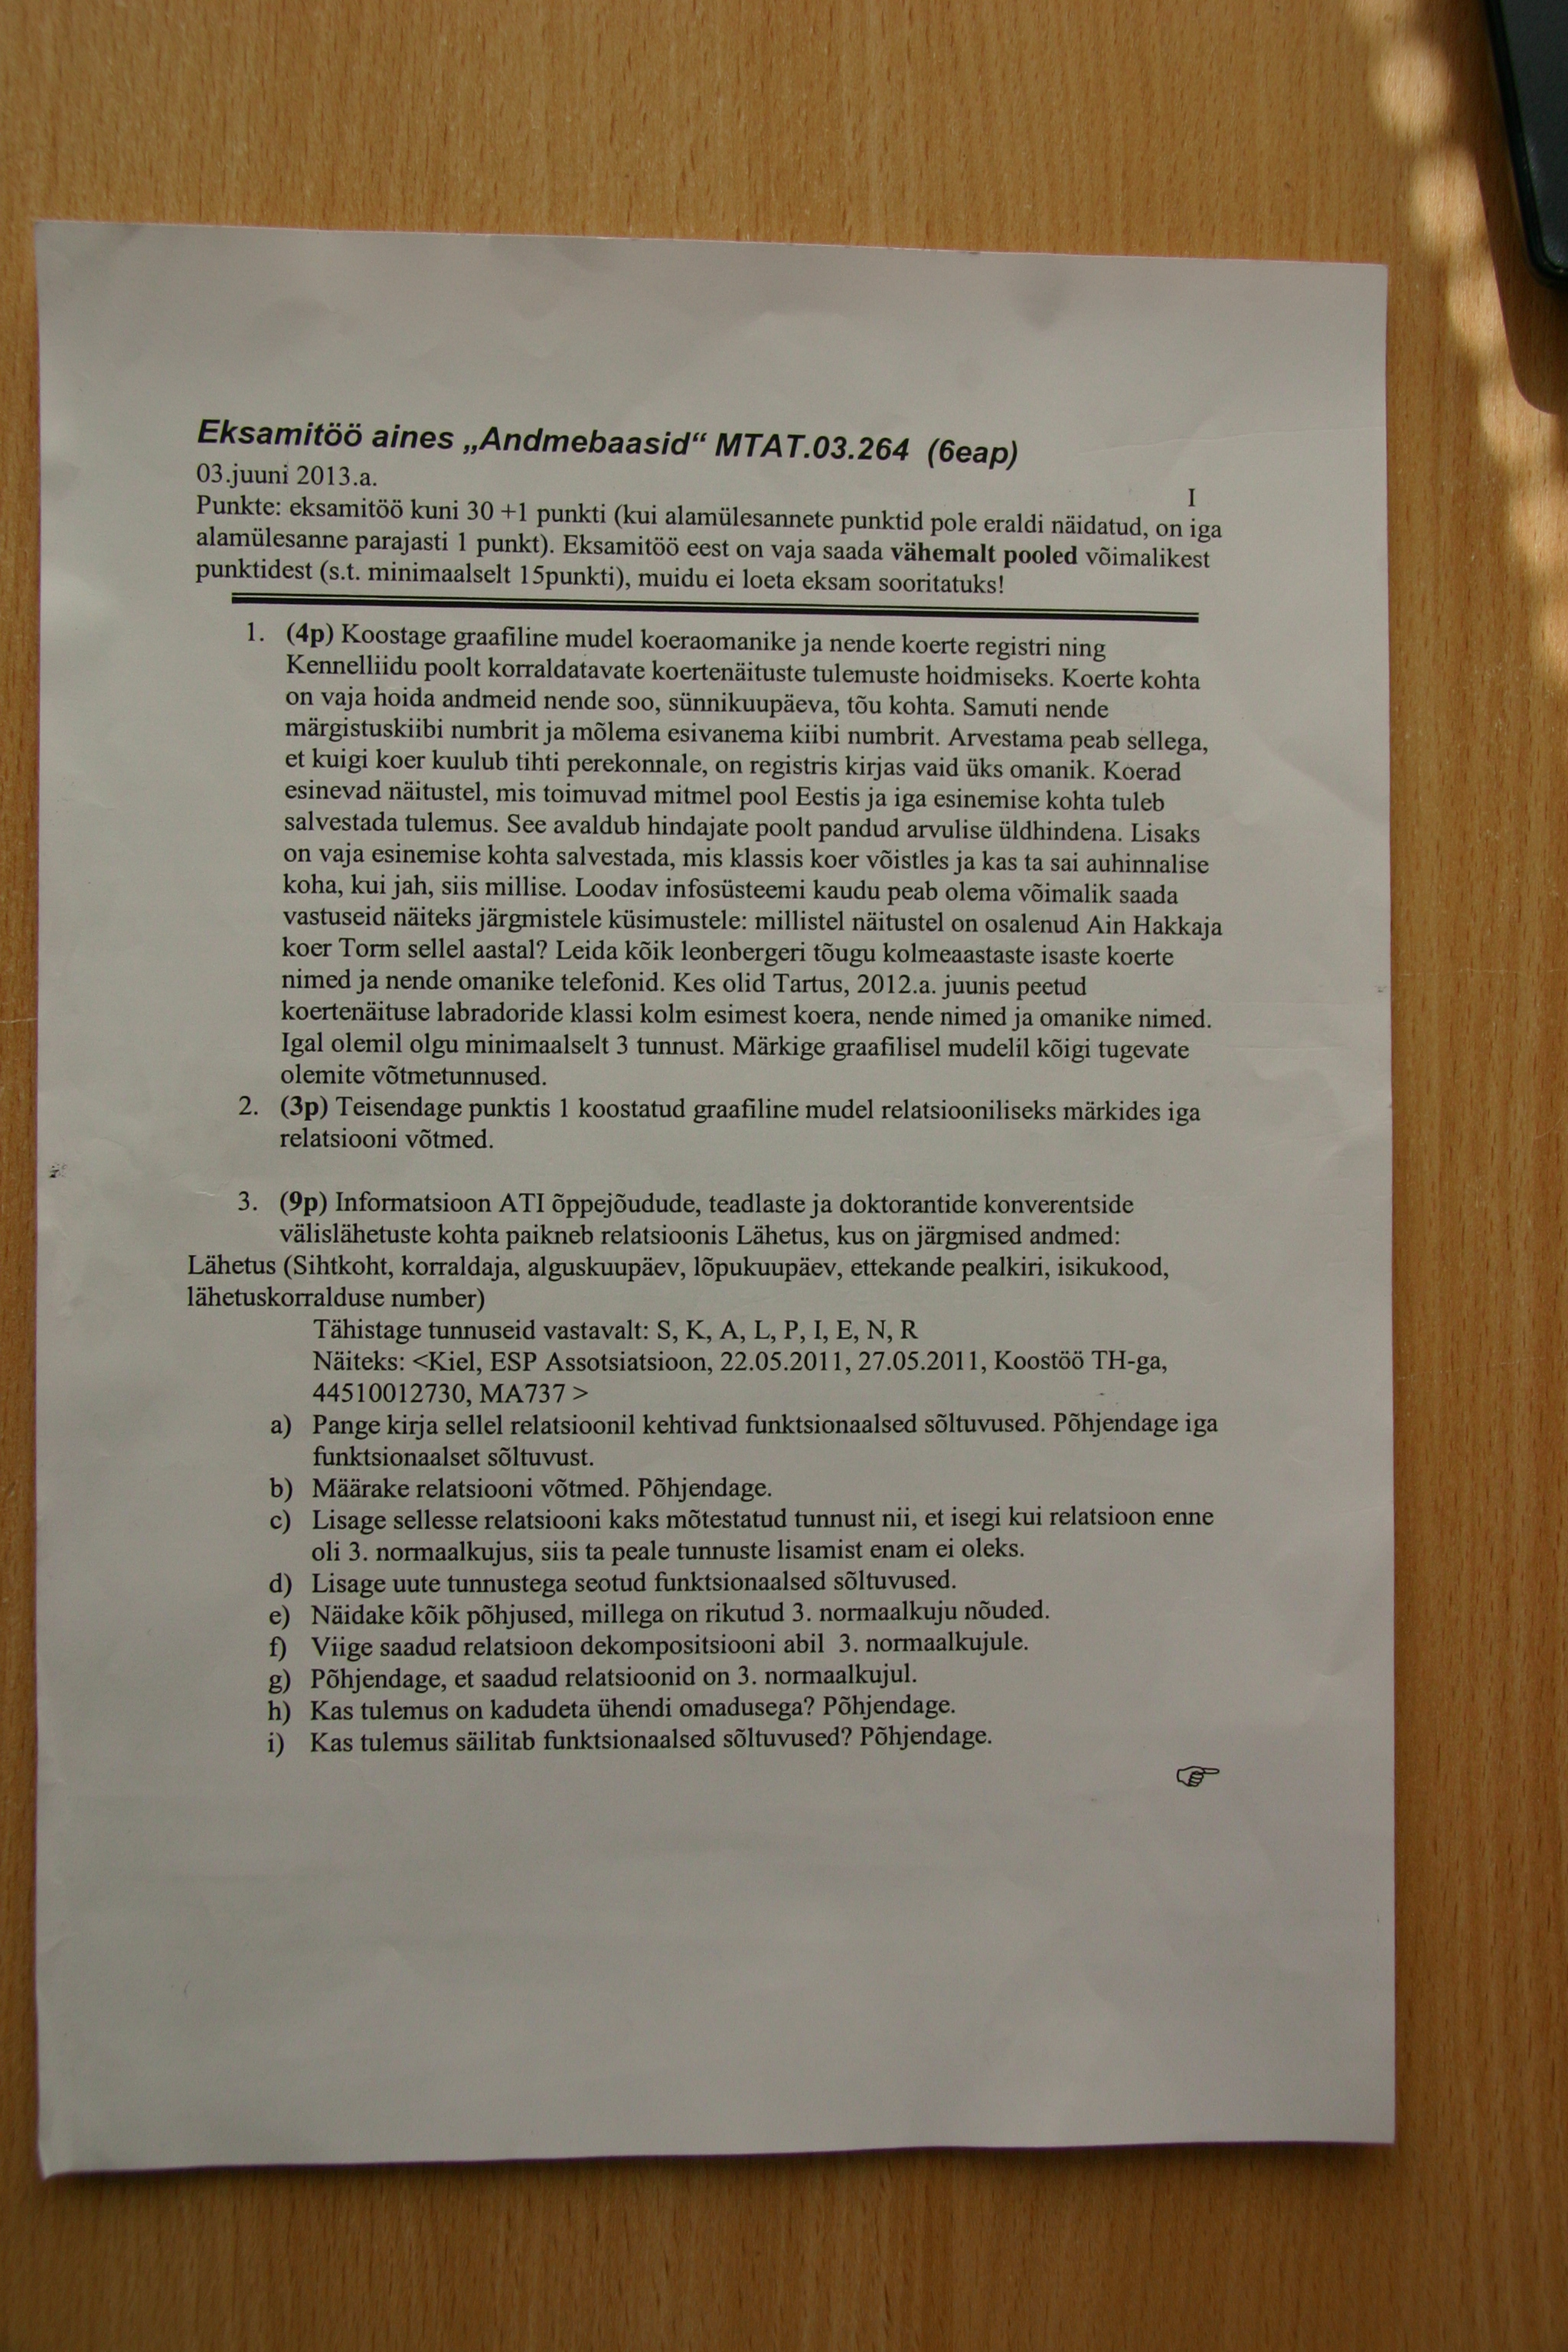 Eksamitöö aines „Andmebaasid“ MTAT.03.264 (6eap)
03.juuni 2013.a.
I
Punkte: eksamitöö kuni 30 +1 punkti (kui alamülesannete punktid pole eraldi näidatud, on iga
alamülesanne parajasti 1 punkt). Eksamitöö eest on vaja saada vähemalt pooled võimalikest
punktidest (s.t. minimaalselt 15punkti), muidu ei loeta eksam sooritatuks!
1. (4p) Koostage graafiline mudel koeraomanike ja nende koerte registri ning
Kennelliidu poolt korraldatavate koertenäituste tulemuste hoidmiseks. Koerte kohta
on vaja hoida andmeid nende soo, sünnikuupäeva, tõu kohta. Samuti nende
märgistuskiibi numbrit ja mõlema esivanema kiibi numbrit. Arvestama peab sellega,
et kuigi koer kuulub tihti perekonnale, on registris kirjas vaid üks omanik. Koerad
esinevad näitustel, mis toimuvad mitmel pool Eestis ja iga esinemise kohta tuleb
salvestada tulemus. See avaldub hindajate poolt pandud arvulise üldhindena. Lisaks
on vaja esinemise kohta salvestada, mis klassis koer võistles ja kas ta sai auhinnalise
koha, kui jah, siis millise. Loodav infosüsteemi kaudu peab olema võimalik saada
vastuseid näiteks järgmistele küsimustele: millistel näitustel on osalenud Ain Hakkaja
koer Torm sellel aastal? Leida kõik leonbergeri tõugu kolmeaastaste isaste koerte
nimed ja nende omanike telefonid. Kes olid Tartus, 2012.a. juunis peetud
koertenäituse labradoride klassi kolm esimest koera, nende nimed ja omanike nimed.
Igal olemil olgu minimaalselt 3 tunnust. Märkige graafilisel mudelil kõigi tugevate
olemite võtmetunnused.
2. (3p) Teisendage punktis 1 koostatud graafiline mudel relatsiooniliseks märkides iga
relatsiooni võtmed.
3. (9p) Informatsioon ATI õppejõudude, teadlaste ja doktorantide konverentside
välislähetuste kohta paikneb relatsioonis Lähetus, kus on järgmised andmed:
Lähetus (Sihtkoht, korraldaja, alguskuupäev, lõpukuupäev, ettekande pealkiri, isikukood,
lähetuskorralduse number)
Tähistage tunnuseid vastavalt: S, K, A, L, P, I, E, N, R
Näiteks: <Kiel, ESP Assotsiatsioon, 22.05.2011, 27.05.2011, Koostöö TH-ga,
44510012730, MA737 >
a) Pange kirja sellel relatsioonil kehtivad funktsionaalsed sõltuvused. Põhjendage iga
funktsionaalset sõltuvust.
b) Määrake relatsiooni võtmed. Põhjendage.
c) Lisage sellesse relatsiooni kaks mõtestatud tunnust nii, et isegi kui relatsioon enne
oli 3. normaalkujus, siis ta peale tunnuste lisamist enam ei oleks.
d) Lisage uute tunnustega seotud funktsionaalsed sõltuvused.
e) Näidake kõik põhjused, millega on rikutud 3. normaalkuju nõuded.
f) Viige saadud relatsioon dekompositsiooni abil 3. normaalkujule.
g) Põhjendage, et saadud relatsioonid on 3. normaalkujul.
h) Kas tulemus on kadudeta ühendi omadusega? Põhjendage.
i) Kas tulemus säilitab funktsionaalsed sõltuvused? Põhjendage.